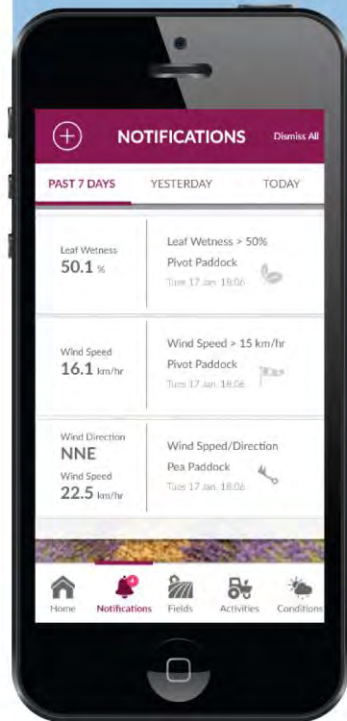 NOTIFICATIONS
Dismiss All
PAST 7 DAYS YESTERDAY TODAY
Leaf Wetness
50.1 %
Leaf Wetness > 50%
Pivot Paddock
Tues 17 Jan, 18:06
Wind Speed
16.1 km/hr
Wind Speed > 15 km/hr
Pivot Paddock
Tues 17 Jan, 18:06
Wind Direction
NNE
Wind Speed
22.5 km/hr
Wind Spped/Direction
Pea Paddock
Tues 17 Jan, 18:06
Home Notifications Fields Activities Conditions